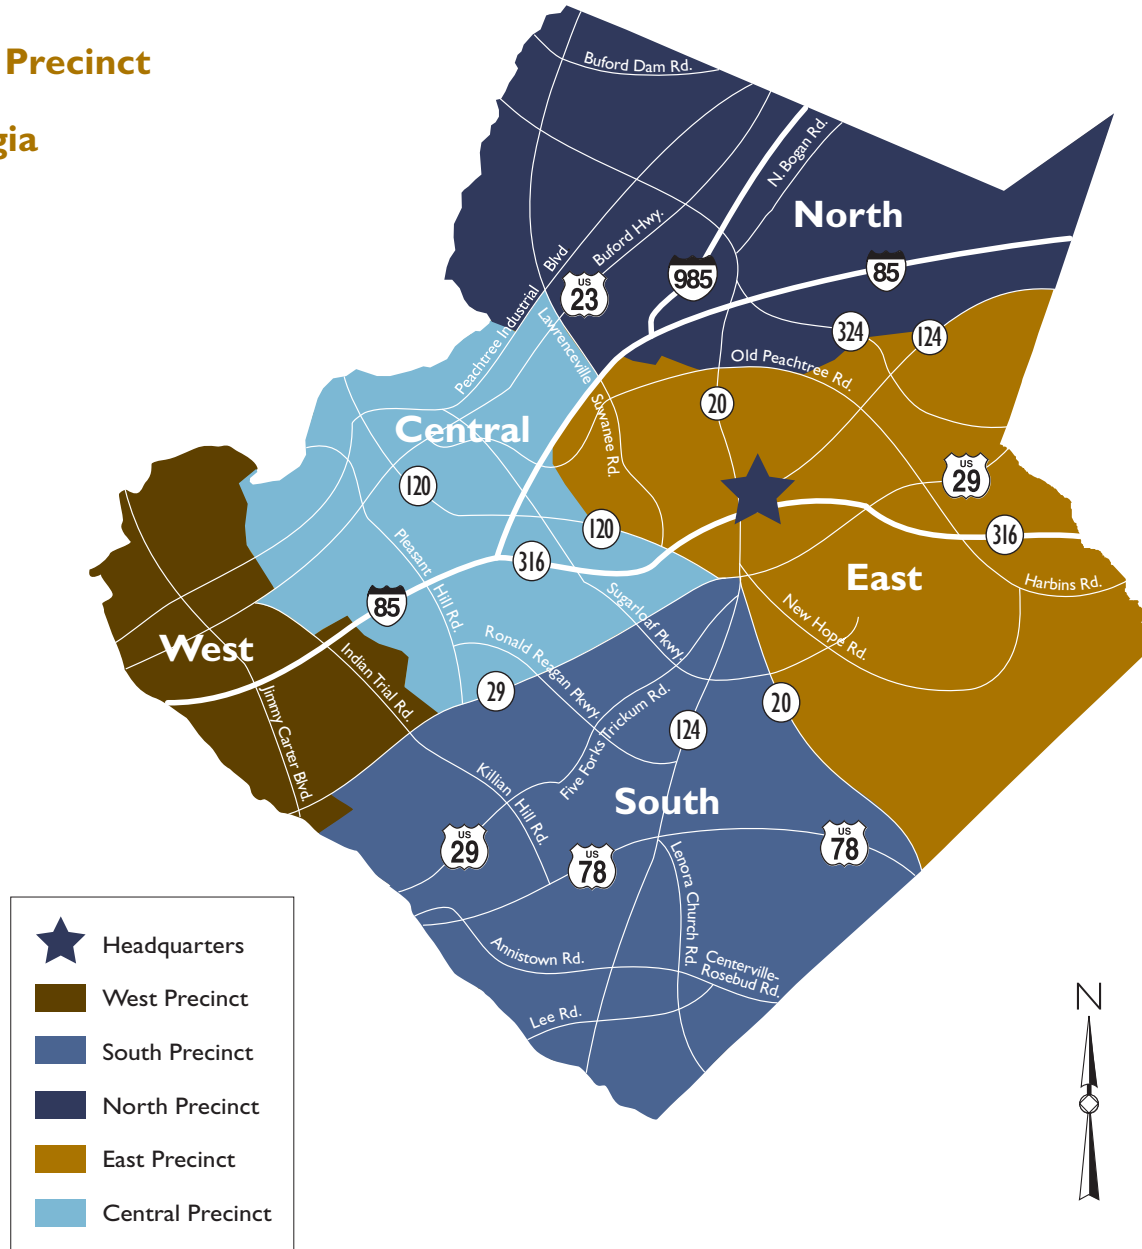 Precinct
gia
Buford Dam Rd.
N. Bogan Rd.
North
Buford Hwy.
Blvd
Peachtree Industrial
US
23
985
85
Lawrenceville
Suwanee Rd.
324
124
Old Peachtree Rd.
20
Central
120
US
29
120
316
316
Pleasant
Hill Rd.
85
East
Harbins Rd.
Sugarloaf Pkwy.
New Hope Rd.
West
Indian Trial Rd.
Ronald Reagan Pkwy.
29
Jimmy Carter Blvd.
Five Forks Trickum Rd.
20
124
Killian
Hill Rd.
South
US
29
US
78
US
78
Lenora Church Rd.
Annistown Rd.
Centerville-
Rosebud Rd.
Lee Rd.
Headquarters
West Precinct
South Precinct
North Precinct
East Precinct
Central Precinct
N